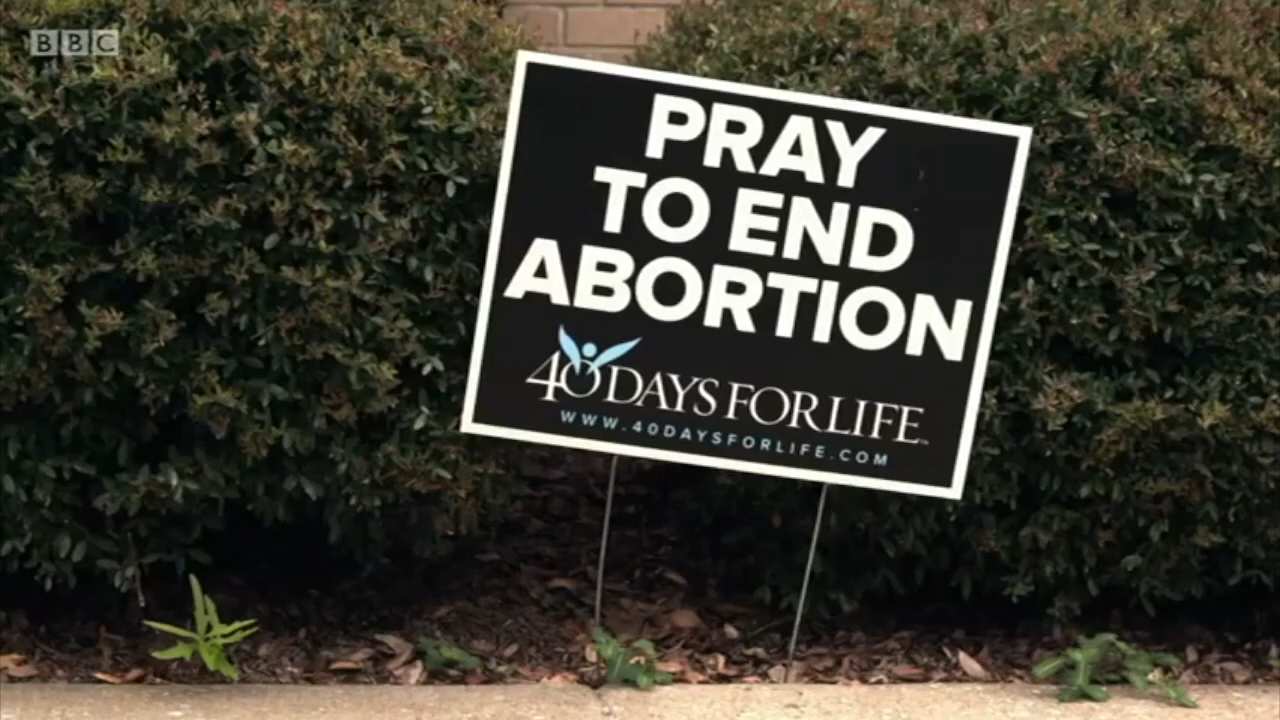 BBC
PRAY
TO END
ABORTION
40 DAYS FOR LIFE
WWW.40DAYSFORLIFE.COM